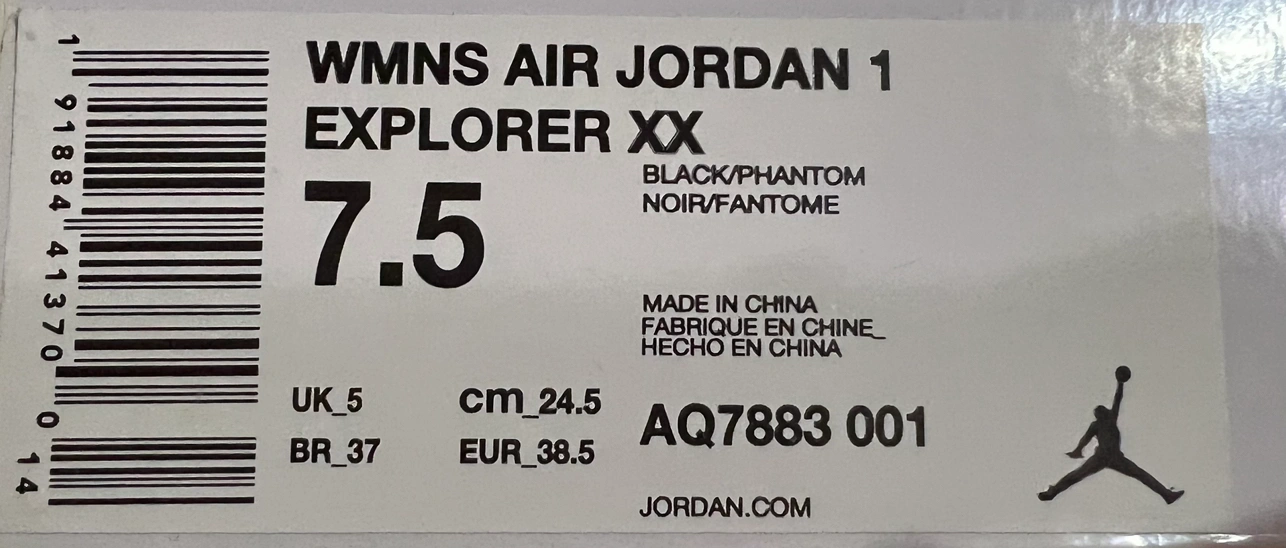 WMNS AIR JORDAN 1
EXPLORER XX
7.5
BLACK/PHANTOM
NOIR/FANTOME
MADE IN CHINA
FABRIQUE EN CHINE_
HECHO EN CHINA
UK_5 cm_24.5
BR_37 EUR_38.5
AQ7883 001
JORDAN.COM
1 91884 41370 0 14